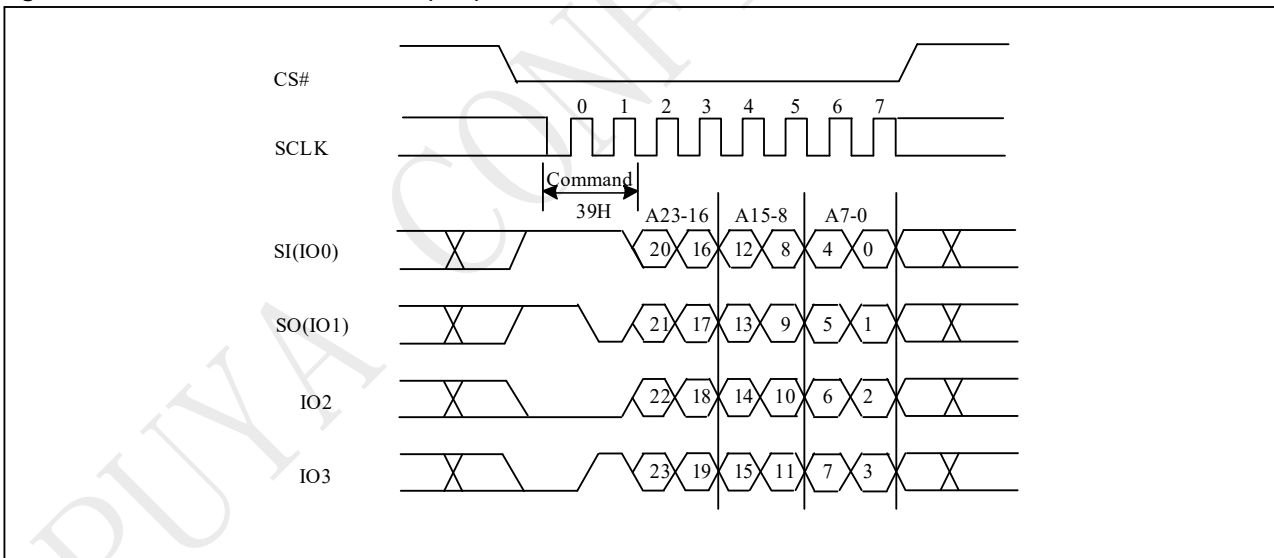 CS#
0 1 2 3 4 5 6 7
SCLK
Command
39H
A23-16 A15-8 A7-0
SI(IO0) 20 16 12 8 4 0
SO(IO1) 21 17 13 9 5 1
IO2 22 18 14 10 6 2
IO3 23 19 15 11 7 3
PUYA